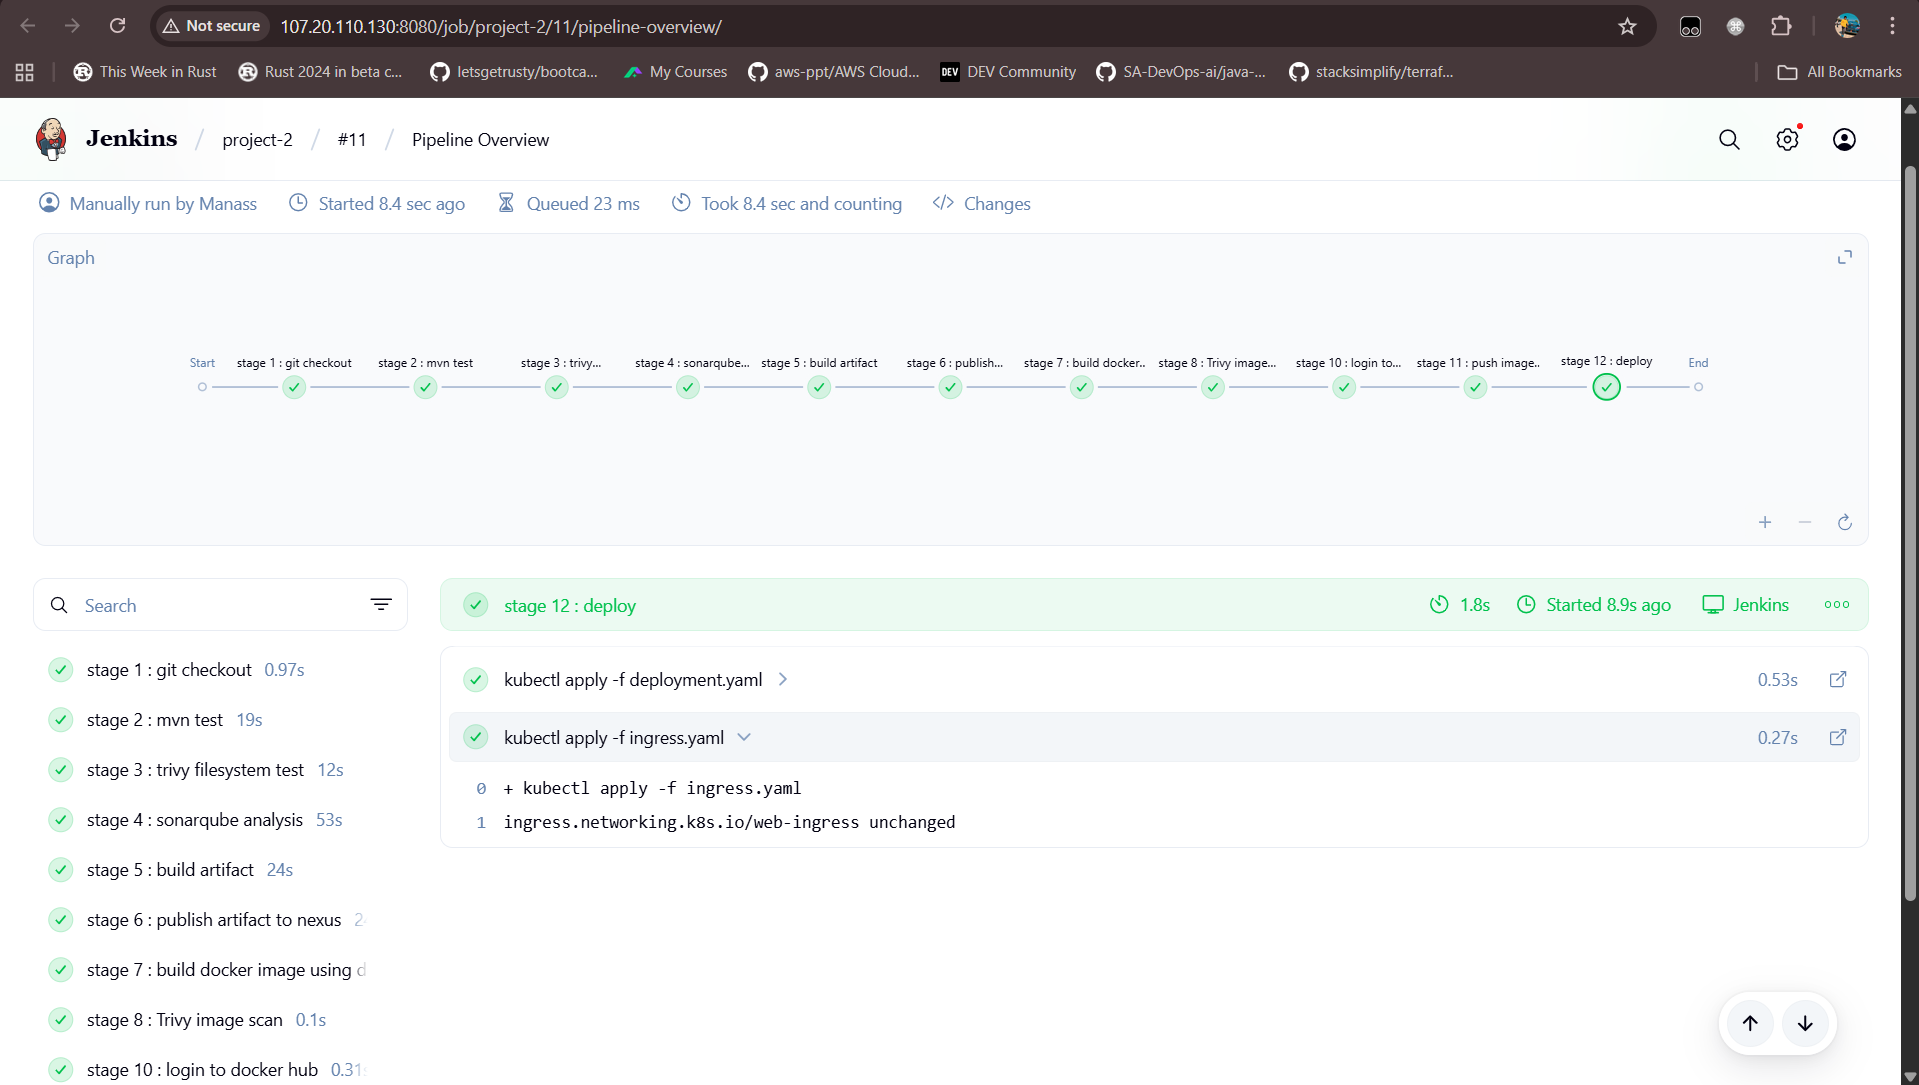 Not secure 107.20.110.130:8080/job/project-2/11/pipeline-overview/
This Week in Rust Rust 2024 in beta c... letsgetrusty/bootca... My Courses aws-ppt/AWS Cloud... DEV DEV Community SA-DevOps-ai/java-... stacksimplify/terraf... All Bookmarks
Jenkins / project-2 / #11 / Pipeline Overview
Manually run by Manass Started 8.4 sec ago Queued 23 ms Took 8.4 sec and counting Changes
Graph
Start stage 1 : git checkout stage 2 : mvn test stage 3 : trivy... stage 4 : sonarqube... stage 5 : build artifact stage 6 : publish... stage 7 : build docker... stage 8 : Trivy image... stage 10 : login to... stage 11 : push image... stage 12 : deploy End
Search
stage 1 : git checkout 0.97s
stage 2 : mvn test 19s
stage 3 : trivy filesystem test 12s
stage 4 : sonarqube analysis 53s
stage 5 : build artifact 24s
stage 6 : publish artifact to nexus
stage 7 : build docker image using d
stage 8 : Trivy image scan 0.1s
stage 10 : login to docker hub 0.31s
stage 12 : deploy 1.8s Started 8.9s ago Jenkins
kubectl apply -f deployment.yaml 0.53s
kubectl apply -f ingress.yaml 0.27s
0 + kubectl apply -f ingress.yaml
1 ingress.networking.k8s.io/web-ingress unchanged